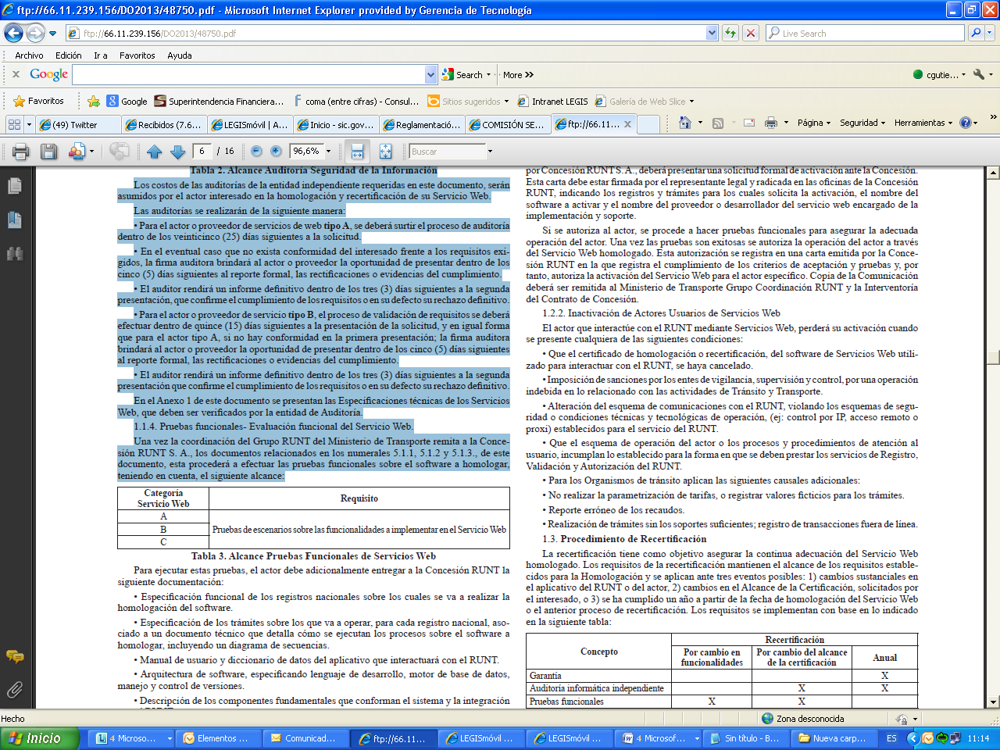 ftp://66.11.239.156/DO2013/48750.pdf - Microsoft Internet Explorer provided by Gerencia de Tecnología
ftp://66.11.239.156/DO2013/48750.pdf
Live Search
Archivo Edición Ir a Favoritos Ayuda
x Google Search More >> cgutie...
Favoritos Google Superintendencia Financiera... coma (entre cifras) - Consul... Sitios sugeridos Intranet LEGIS Galería de Web Slice
(49) Twitter Recibidos (7.6... LEGISmóvil | A... Inicio - sic.gov... Reglamentació... COMISIÓN SE... ftp://66.11... Página Seguridad Herramientas
6 / 16 96,6% Buscar
Tabla 2. Alcance Auditoría Seguridad de la Información
Los costos de las auditorías de la entidad independiente requeridas en este documento, serán
asumidos por el actor interesado en la homologación y recertificación de su Servicio Web.
Las auditorías se realizarán de la siguiente manera:
• Para el actor o proveedor de servicios de web tipo A, se deberá surtir el proceso de auditoría
dentro de los veinticinco (25) días siguientes a la solicitud.
• En el eventual caso que no exista conformidad del interesado frente a los requisitos exi-
gidos, la firma auditora brindará al actor o proveedor la oportunidad de presentar dentro de los
cinco (5) días siguientes al reporte formal, las rectificaciones o evidencias del cumplimiento.
• El auditor rendirá un informe definitivo dentro de los tres (3) días siguientes a la segunda
presentación, que confirme el cumplimiento de los requisitos o en su defecto su rechazo definitivo.
• Para el actor o proveedor de servicio tipo B, el proceso de validación de requisitos se deberá
efectuar dentro de quince (15) días siguientes a la presentación de la solicitud, y en igual forma
que para el actor tipo A, si no hay conformidad en la primera presentación; la firma auditora
brindará al actor o proveedor la oportunidad de presentar dentro de los cinco (5) días siguientes
al reporte formal, las rectificaciones o evidencias del cumplimiento.
• El auditor rendirá un informe definitivo dentro de los tres (3) días siguientes a la segunda
presentación que confirme el cumplimiento de los requisitos o en su defecto su rechazo definitivo.
En el Anexo 1 de este documento se presentan las Especificaciones técnicas de los Servicios
Web, que deben ser verificados por la entidad de Auditoría.
1.1.4. Pruebas funcionales- Evaluación funcional del Servicio Web.
Una vez la coordinación del Grupo RUNT del Ministerio de Transporte remita a la Conce-
sión RUNT S. A., los documentos relacionados en los numerales 5.1.1, 5.1.2 y 5.1.3., de este
documento, esta procederá a efectuar las pruebas funcionales sobre el software a homologar,
teniendo en cuenta, el siguiente alcance:
Categoría
Servicio Web Requisito
A
B Pruebas de escenarios sobre las funcionalidades a implementar en el Servicio Web
C
Tabla 3. Alcance Pruebas Funcionales de Servicios Web
Para ejecutar estas pruebas, el actor debe adicionalmente entregar a la Concesión RUNT la
siguiente documentación:
• Especificación funcional de los registros nacionales sobre los cuales se va a realizar la
homologación del software.
• Especificación de los trámites sobre los que va a operar, para cada registro nacional, aso-
ciado a un documento técnico que detalla cómo se ejecutan los procesos sobre el software a
homologar, incluyendo un diagrama de secuencias.
• Manual de usuario y diccionario de datos del aplicativo que interactuará con el RUNT.
• Arquitectura de software, especificando lenguaje de desarrollo, motor de base de datos,
manejo y control de versiones.
• Descripción de los componentes fundamentales que conforman el sistema y la integración
por Concesión RUNT S. A., deberá presentar una solicitud formal de activación ante la Concesión.
Esta carta debe estar firmada por el representante legal y radicada en las oficinas de la Concesión
RUNT, indicando los registros y trámites para los cuales solicita la activación, el nombre del
software a activar y el nombre del proveedor o desarrollador del servicio web encargado de la
implementación y soporte.
Si se autoriza al actor, se procede a hacer pruebas funcionales para asegurar la adecuada
operación del actor. Una vez las pruebas son exitosas se autoriza la operación del actor a través
del Servicio Web homologado. Esta autorización se registra en una carta emitida por la Conce-
sión RUNT en la que registra el cumplimiento de los criterios de aceptación y pruebas y, por
tanto, autoriza la activación del Servicio Web para el actor específico. Copia de la Comunicación
deberá ser remitida al Ministerio de Transporte Grupo Coordinación RUNT y la Interventoría
del Contrato de Concesión.
1.2.2. Inactivación de Actores Usuarios de Servicios Web
El actor que interactúe con el RUNT mediante Servicios Web, perderá su activación cuando
se presente cualquiera de las siguientes condiciones:
• Que el certificado de homologación o recertificación, del software de Servicios Web utili-
zado para interactuar con el RUNT, se haya cancelado.
• Imposición de sanciones por los entes de vigilancia, supervisión y control, por una operación
indebida en lo relacionado con las actividades de Tránsito y Transporte.
• Alteración del esquema de comunicaciones con el RUNT, violando los esquemas de segu-
ridad o condiciones técnicas y tecnológicas de operación, (ej: control por IP, acceso remoto o
proxi) establecidos para el servicio del RUNT.
• Que el esquema de operación del actor o los procesos y procedimientos de atención al
usuario, incumplan lo establecido para la forma en que se deben prestar los servicios de Registro,
Validación y Autorización del RUNT.
• Para los Organismos de tránsito aplican las siguientes causales adicionales:
• No realizar la parametrización de tarifas, o registrar valores ficticios para los trámites.
• Reporte erróneo de los recaudos.
• Realización de trámites sin los soportes suficientes; registro de transacciones fuera de línea.
1.3. Procedimiento de Recertificación
La recertificación tiene como objetivo asegurar la continua adecuación del Servicio Web
homologado. Los requisitos de la recertificación mantienen el alcance de los requisitos estable-
cidos para la Homologación y se aplican ante tres eventos posibles: 1) cambios sustanciales en
el aplicativo del RUNT o del actor, 2) cambios en el Alcance de la Certificación, solicitados por
el interesado, o 3) se ha cumplido un año a partir de la fecha de homologación del Servicio Web
o el anterior proceso de recertificación. Los requisitos se implementan con base en lo indicado
en la siguiente tabla:
Concepto Recertificación
Por cambio en
funcionalidades Por cambio del alcance
de la certificación Anual
Garantía X
Auditoría informática independiente X X
Pruebas funcionales X X
Hecho Zona desconocida
Inicio 4 Microso... Elementos ... Comunicad... ftp://66.11... LEGISmóvil ... LEGISmóvil ... 4 Microsof... Sin título - B... Nueva carp... ES 11:14